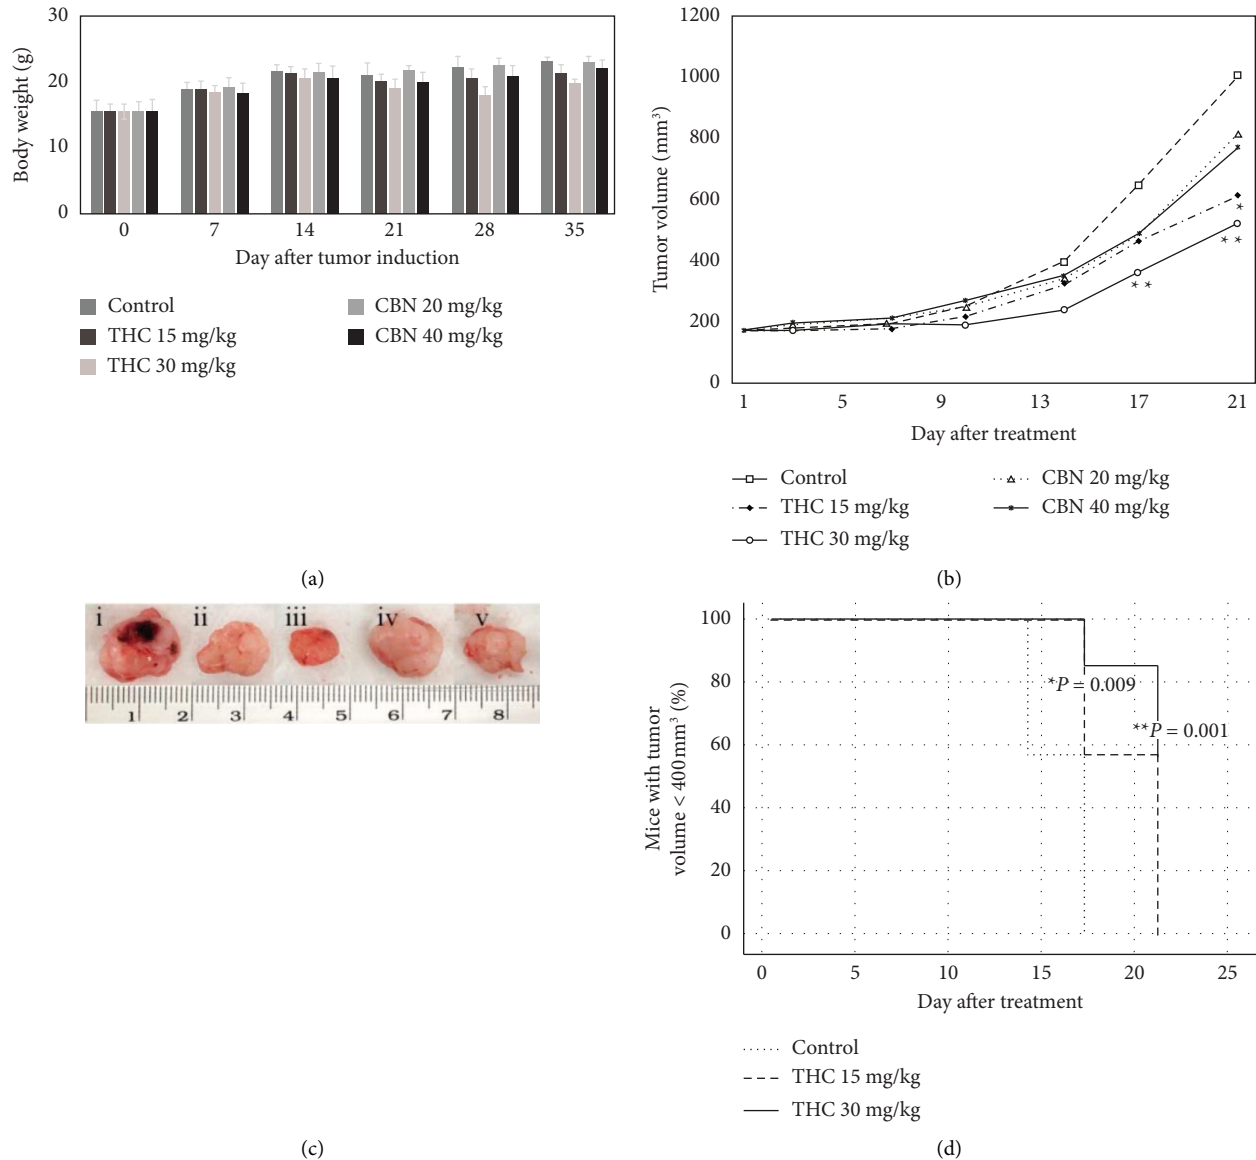 30
20
10
0
Body weight (g)
0 7 14 21 28 35
Day after tumor induction
Control
THC 15 mg/kg
THC 30 mg/kg
CBN 20 mg/kg
CBN 40 mg/kg
(a)
1200
1000
800
600
400
200
0
Tumor volume (mm³)
*
**
**
1 5 9 13 17 21
Day after treatment
Control
THC 15 mg/kg
THC 30 mg/kg
CBN 20 mg/kg
CBN 40 mg/kg
(b)
i ii iii iv v
1 2 3 4 5 6 7 8
(c)
100
80
60
40
20
0
Mice with tumor
volume < 400 mm³ (%)
*P = 0.009
**P = 0.001
0 5 10 15 20 25
Day after treatment
Control
THC 15 mg/kg
THC 30 mg/kg
(d)